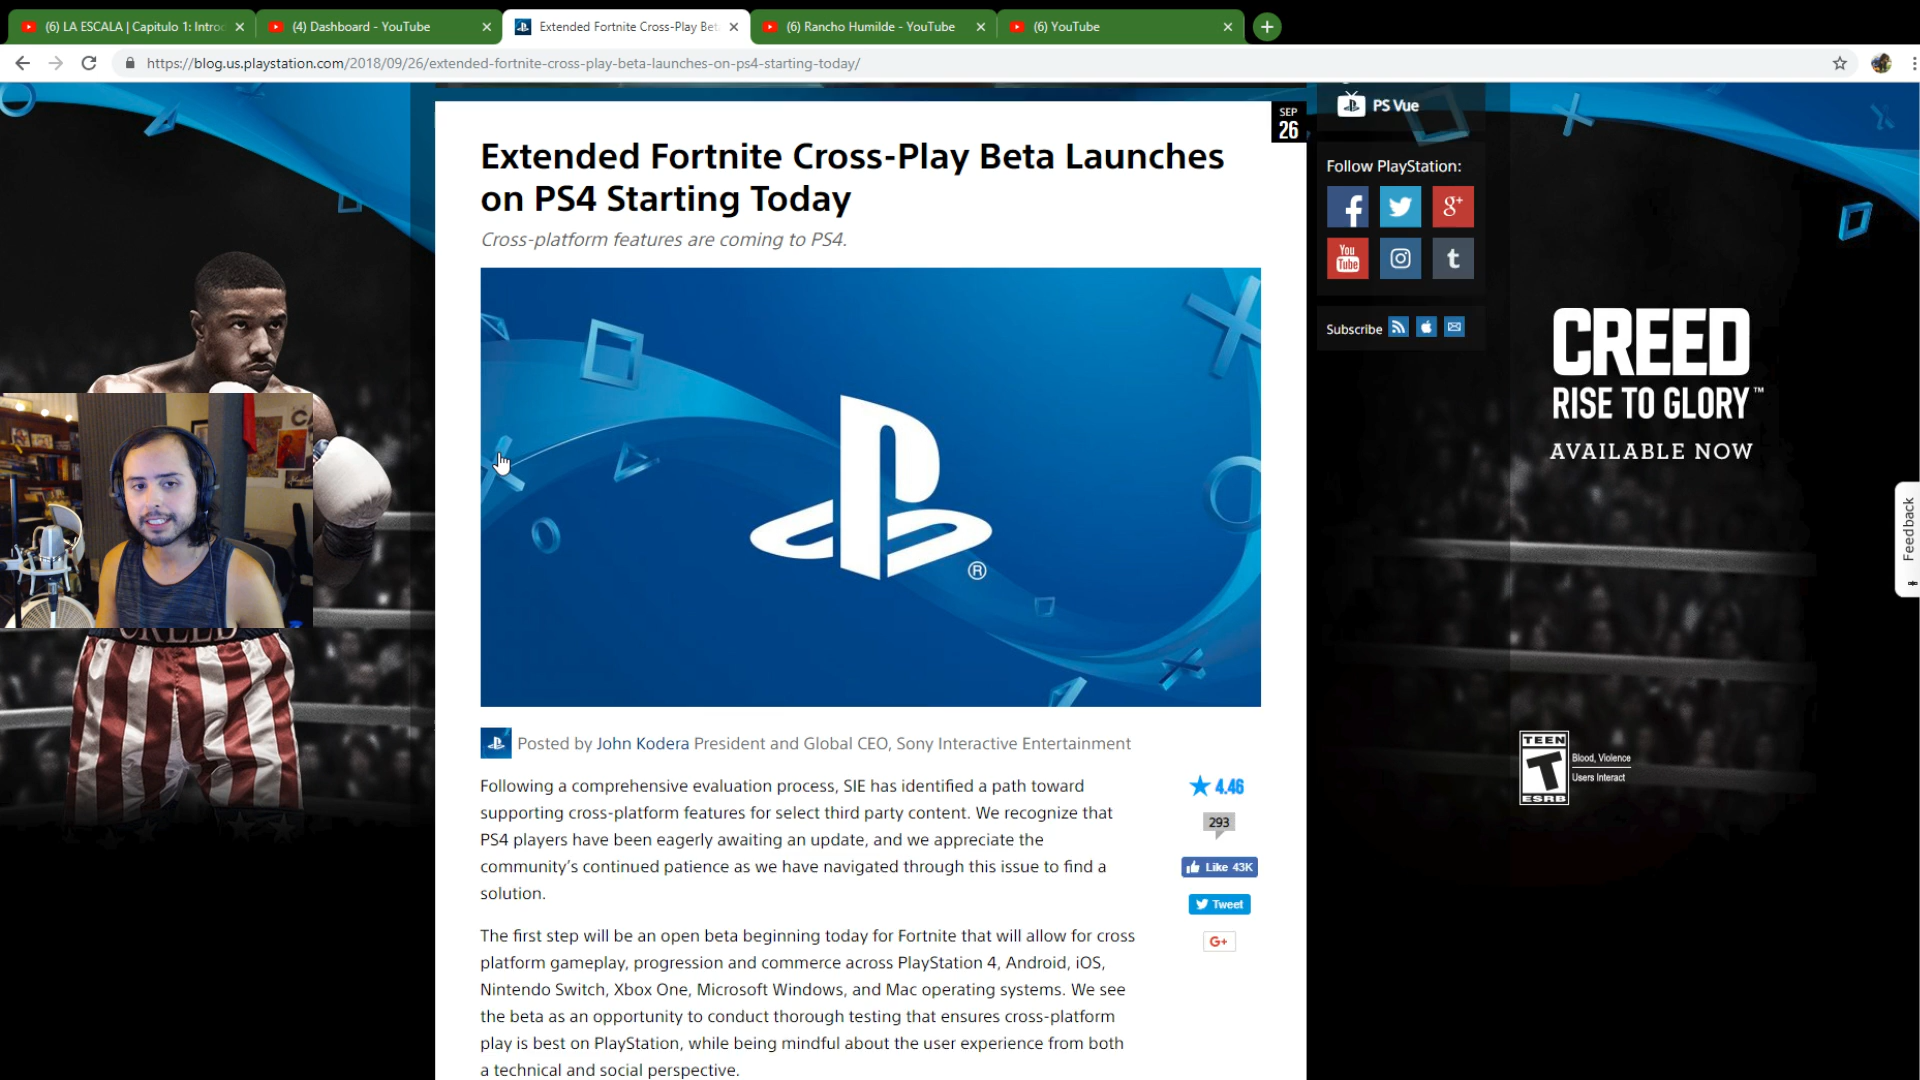 (6) LA ESCALA | Capitulo 1: Introd
(4) Dashboard - YouTube
Extended Fortnite Cross-Play Bet
(6) Rancho Humilde - YouTube
(6) YouTube
https://blog.us.playstation.com/2018/09/26/extended-fortnite-cross-play-beta-launches-on-ps4-starting-today/
SEP
26
PS Vue
Extended Fortnite Cross-Play Beta Launches
on PS4 Starting Today
Cross-platform features are coming to PS4.
Follow PlayStation:
f
g+
You
Tube
t
Subscribe
CREED
RISE TO GLORY™
AVAILABLE NOW
Feedback
®
TEEN
T
ESRB
Blood, Violence
Users Interact
Posted by John Kodera President and Global CEO, Sony Interactive Entertainment
Following a comprehensive evaluation process, SIE has identified a path toward
supporting cross-platform features for select third party content. We recognize that
PS4 players have been eagerly awaiting an update, and we appreciate the
community's continued patience as we have navigated through this issue to find a
solution.
4.46
293
Like 43K
Tweet
G+
The first step will be an open beta beginning today for Fortnite that will allow for cross
platform gameplay, progression and commerce across PlayStation 4, Android, iOS,
Nintendo Switch, Xbox One, Microsoft Windows, and Mac operating systems. We see
the beta as an opportunity to conduct thorough testing that ensures cross-platform
play is best on PlayStation, while being mindful about the user experience from both
a technical and social perspective.